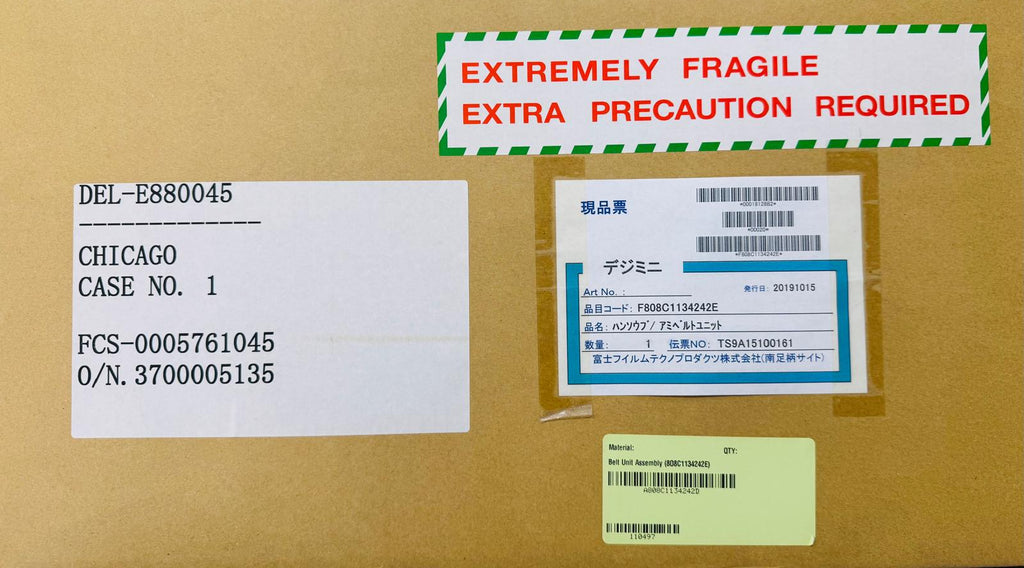 EXTREMELY FRAGILE
EXTRA PRECAUTION REQUIRED
DEL-E880045
-------------
CHICAGO
CASE NO. 1
FCS-0005761045
O/N.3700005135
現品票
*0001912862*
*00020*
*F808C1134242E*
デジミニ
Art No. :
発行日: 20191015
品目コード: F808C1134242E
品名: ハンソウブ/ アミベルトユニット
数量: 1 伝票NO: TS9A15100161
富士フイルムテクノプロダクツ株式会社(南足柄サイト)
Material: QTY:
Belt Unit Assembly (808C1134242E)
A808C1134242D
110497